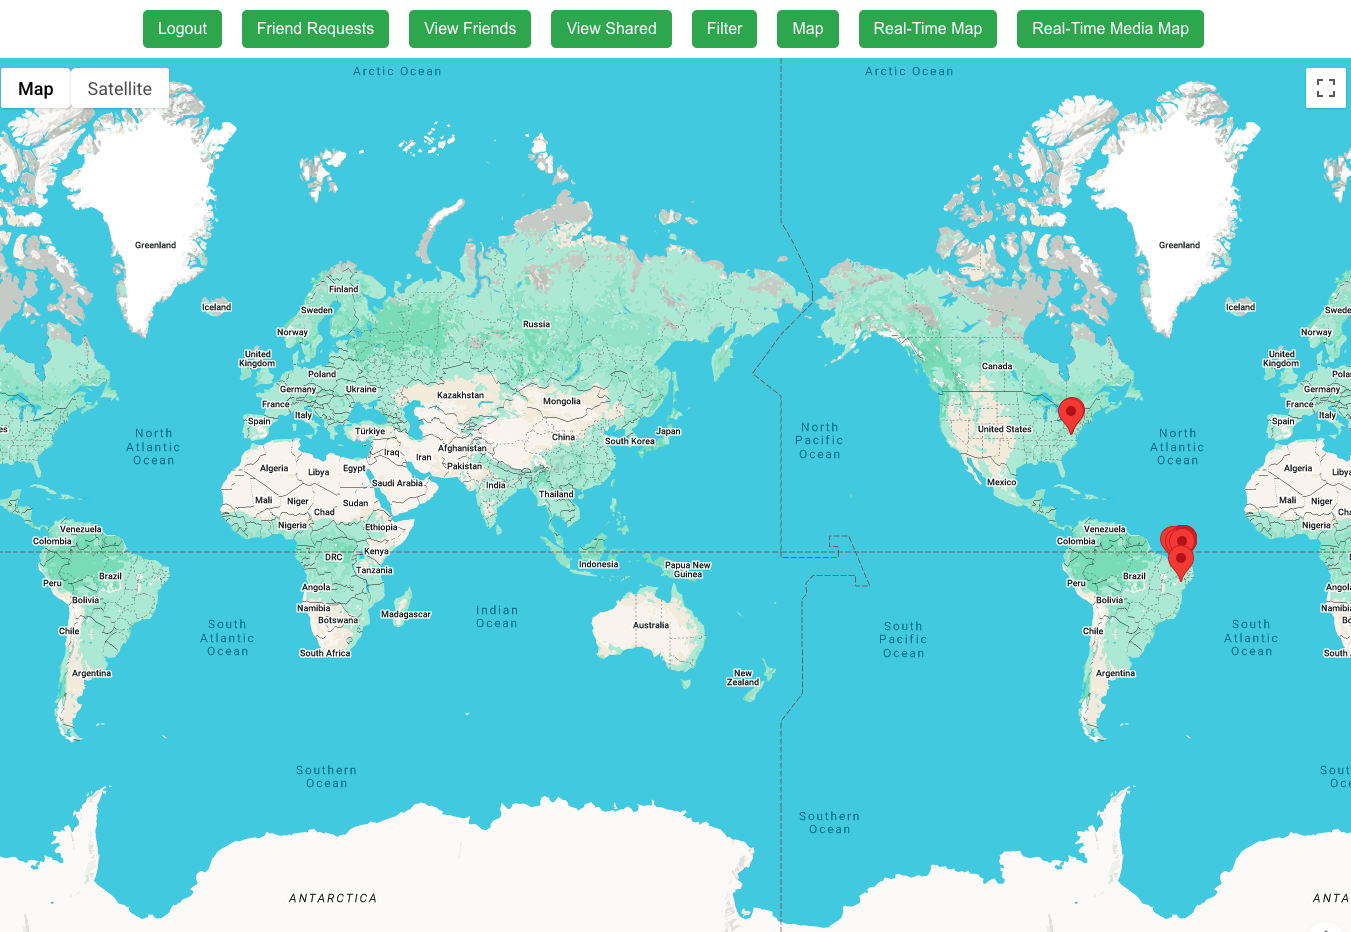 Logout Friend Requests View Friends View Shared Filter Map Real-Time Map Real-Time Media Map
Arctic Ocean
Arctic Ocean
Map Satellite
Greenland
Greenland
Iceland
Iceland
Finland
Sweden
Norway
Russia
United
Kingdom
Poland
Germany
Ukraine
France
Italy
Spain
Kazakhstan
Mongolia
Türkiye
Iraq
Iran
Afghanistan
Pakistan
China
South Korea
Japan
Algeria
Libya
Egypt
Saudi Arabia
India
Mali
Niger
Chad
Sudan
Thailand
Nigeria
Ethiopia
DRC
Kenya
Tanzania
Indonesia
Papua New
Guinea
Angola
Namibia
Botswana
Madagascar
South Africa
Australia
New
Zealand
North
Atlantic
Ocean
Venezuela
Colombia
Peru
Brazil
Bolivia
Chile
Argentina
South
Atlantic
Ocean
Indian
Ocean
North
Pacific
Ocean
South
Pacific
Ocean
Canada
United States
Mexico
North
Atlantic
Ocean
Venezuela
Colombia
Peru
Brazil
Bolivia
Chile
Argentina
South
Atlantic
Ocean
Swede
Norway
United
Kingdom
Pola
Germany
France
Italy
Spain
Algeria
Liby
Mali
Niger
Cha
Nigeria
Angola
Namibia
Bo
South
es
Southern
Ocean
Southern
Ocean
Sout
Oce
ANTARCTICA
ANTA